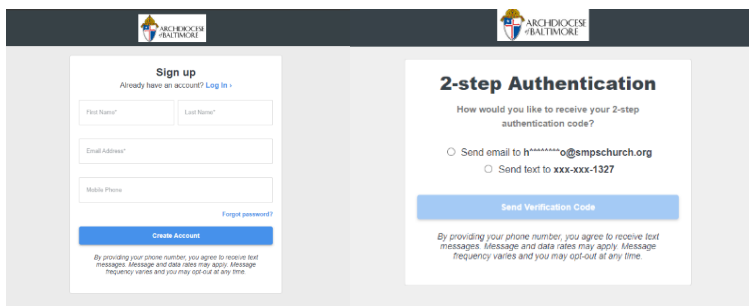 ARCHDIOCESE
of BALTIMORE
Sign up
Already have an account? Log In ›
First Name*
Last Name*
Email Address*
Mobile Phone
Forgot password?
Create Account
By providing your phone number, you agree to receive text
messages. Message and data rates may apply. Message
frequency varies and you may opt-out at any time.
ARCHDIOCESE
of BALTIMORE
2-step Authentication
How would you like to receive your 2-step
authentication code?
Send email to h********o@smpschurch.org
Send text to xxx-xxx-1327
Send Verification Code
By providing your phone number, you agree to receive text
messages. Message and data rates may apply. Message
frequency varies and you may opt-out at any time.